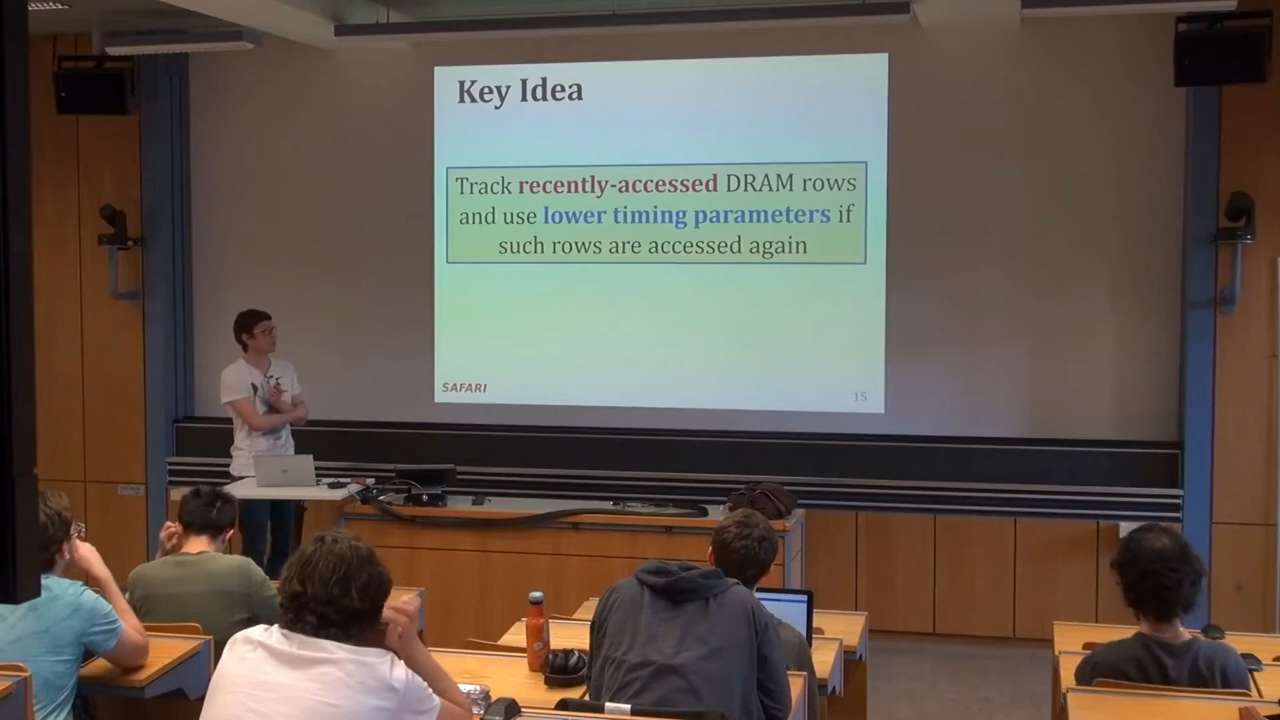 Key Idea
Track recently-accessed DRAM rows
and use lower timing parameters if
such rows are accessed again
SAFARI
15